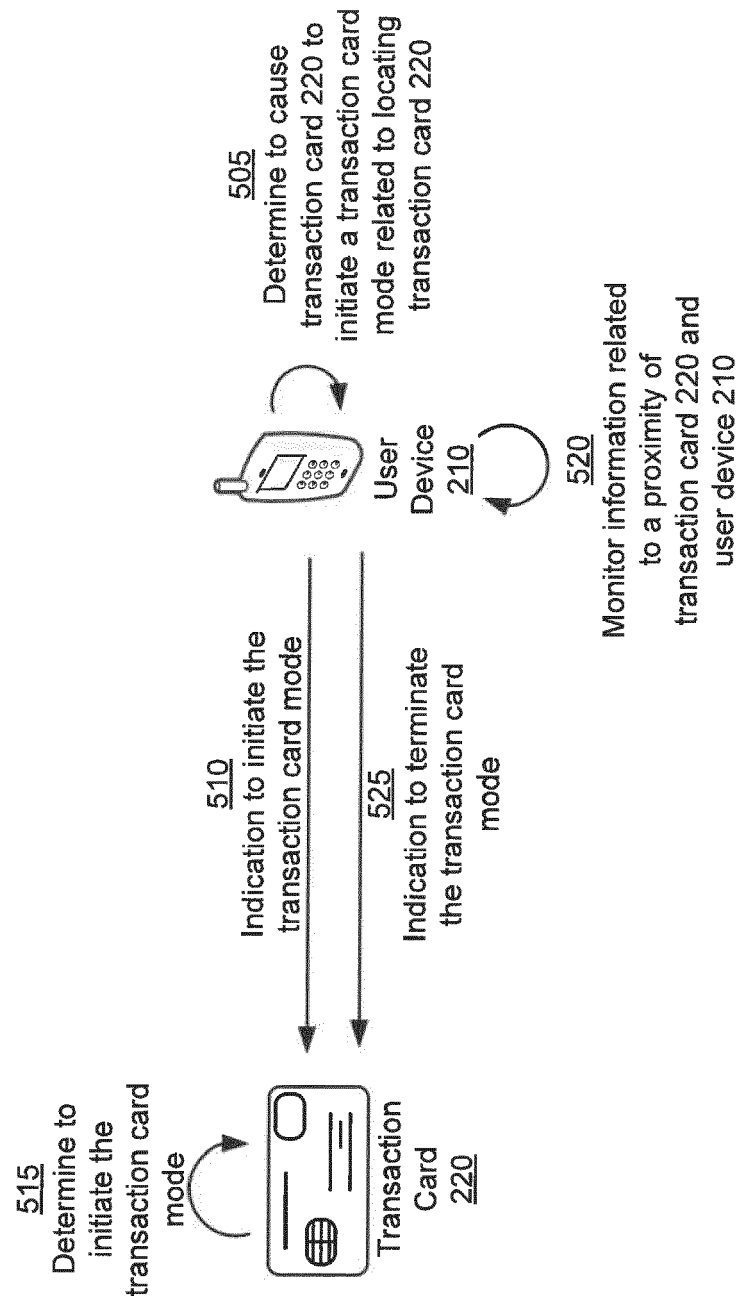 515
Determine to
initiate the
transaction card
mode
Transaction
Card
220
510
Indication to initiate the
transaction card mode
525
Indication to terminate
the transaction card
mode
User
Device
210
505
Determine to cause
transaction card 220 to
initiate a transaction card
mode related to locating
transaction card 220
520
Monitor information related
to a proximity of
transaction card 220 and
user device 210